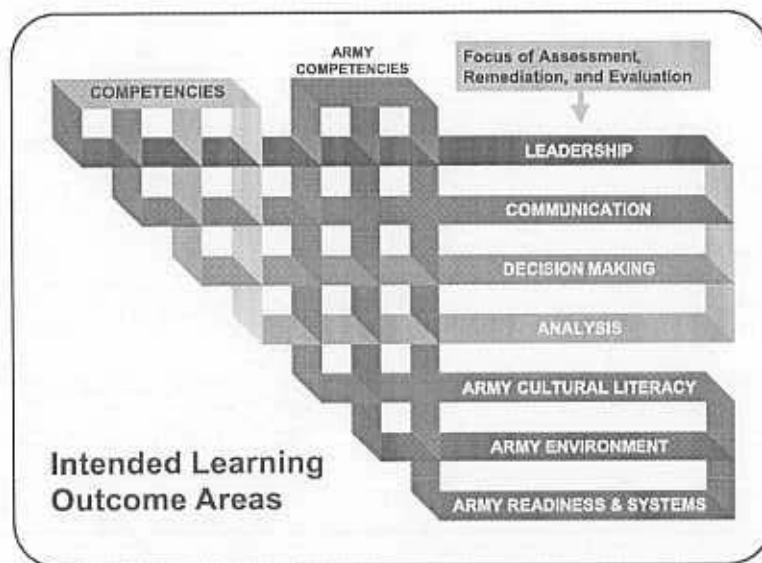 ARMY
COMPETENCIES
Focus of Assessment,
Remediation, and Evaluation
COMPETENCIES
LEADERSHIP
COMMUNICATION
DECISION MAKING
ANALYSIS
ARMY CULTURAL LITERACY
ARMY ENVIRONMENT
ARMY READINESS & SYSTEMS
Intended Learning
Outcome Areas